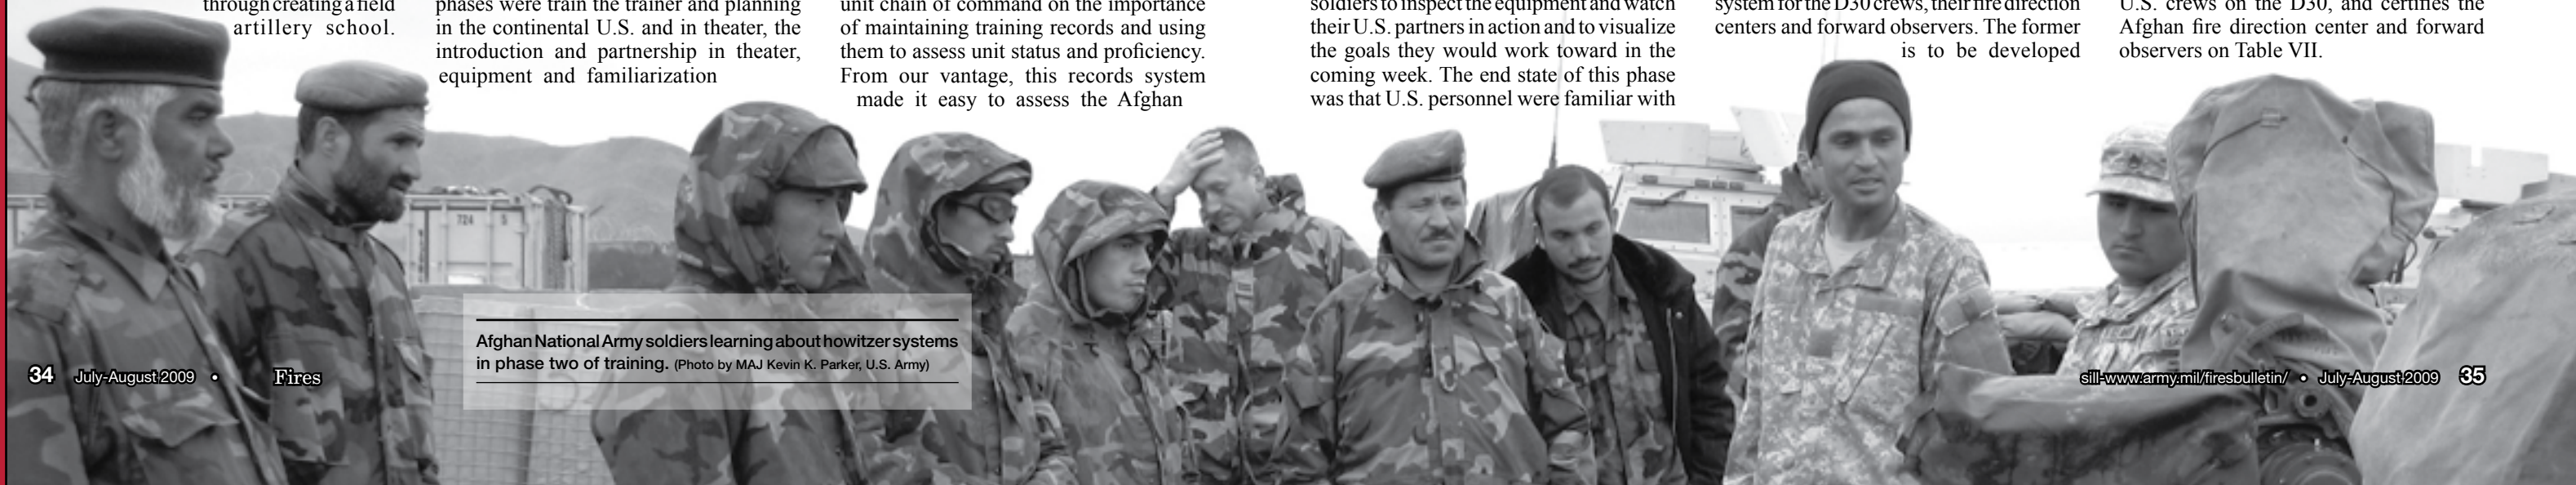 through creating a field
artillery school.
phases were train the trainer and planning
in the continental U.S. and in theater, the
introduction and partnership in theater,
equipment and familiarization
unit chain of command on the importance
of maintaining training records and using
them to assess unit status and proficiency.
From our vantage, this records system
made it easy to assess the Afghan
soldiers to inspect the equipment and watch
their U.S. partners in action and to visualize
the goals they would work toward in the
coming week. The end state of this phase
was that U.S. personnel were familiar with
system for the D30 crews, their fire direction
centers and forward observers. The former
is to be developed
U.S. crews on the D30, and certifies the
Afghan fire direction center and forward
observers on Table VII.
724 5
Afghan National Army soldiers learning about howitzer systems
in phase two of training. (Photo by MAJ Kevin K. Parker, U.S. Army)
34 July-August 2009 • Fires
sill-www.army.mil/firesbulletin/ • July-August 2009 35